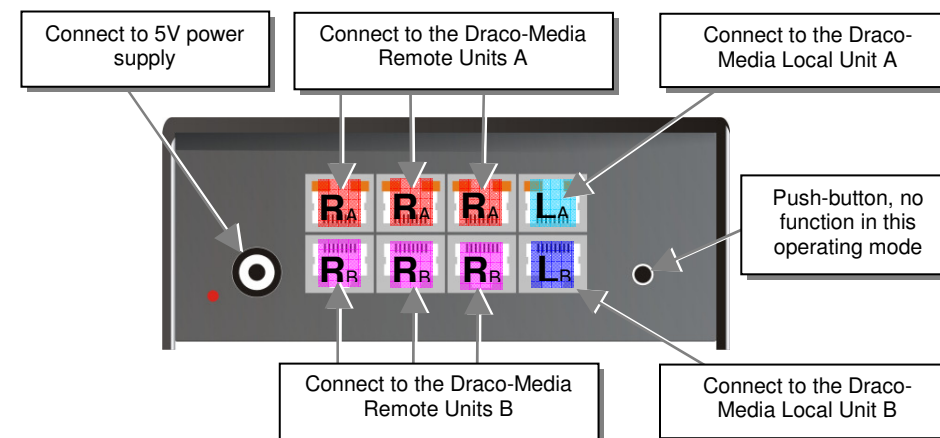 Connect to 5V power
supply
Connect to the Draco-Media
Remote Units A
Connect to the Draco-
Media Local Unit A
RA RA RA LA
RB RB RB LB
Push-button, no
function in this
operating mode
Connect to the Draco-Media
Remote Units B
Connect to the Draco-
Media Local Unit B